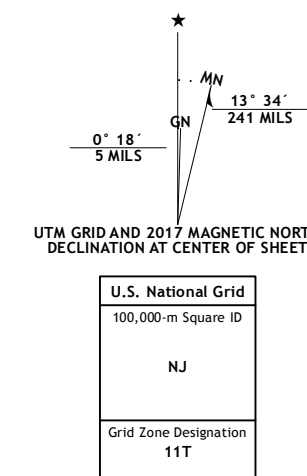 MN
GN
13° 34´
241 MILS
0° 18´
5 MILS
UTM GRID AND 2017 MAGNETIC NORT
DECLINATION AT CENTER OF SHEET
U.S. National Grid
100,000-m Square ID
NJ
Grid Zone Designation
11T